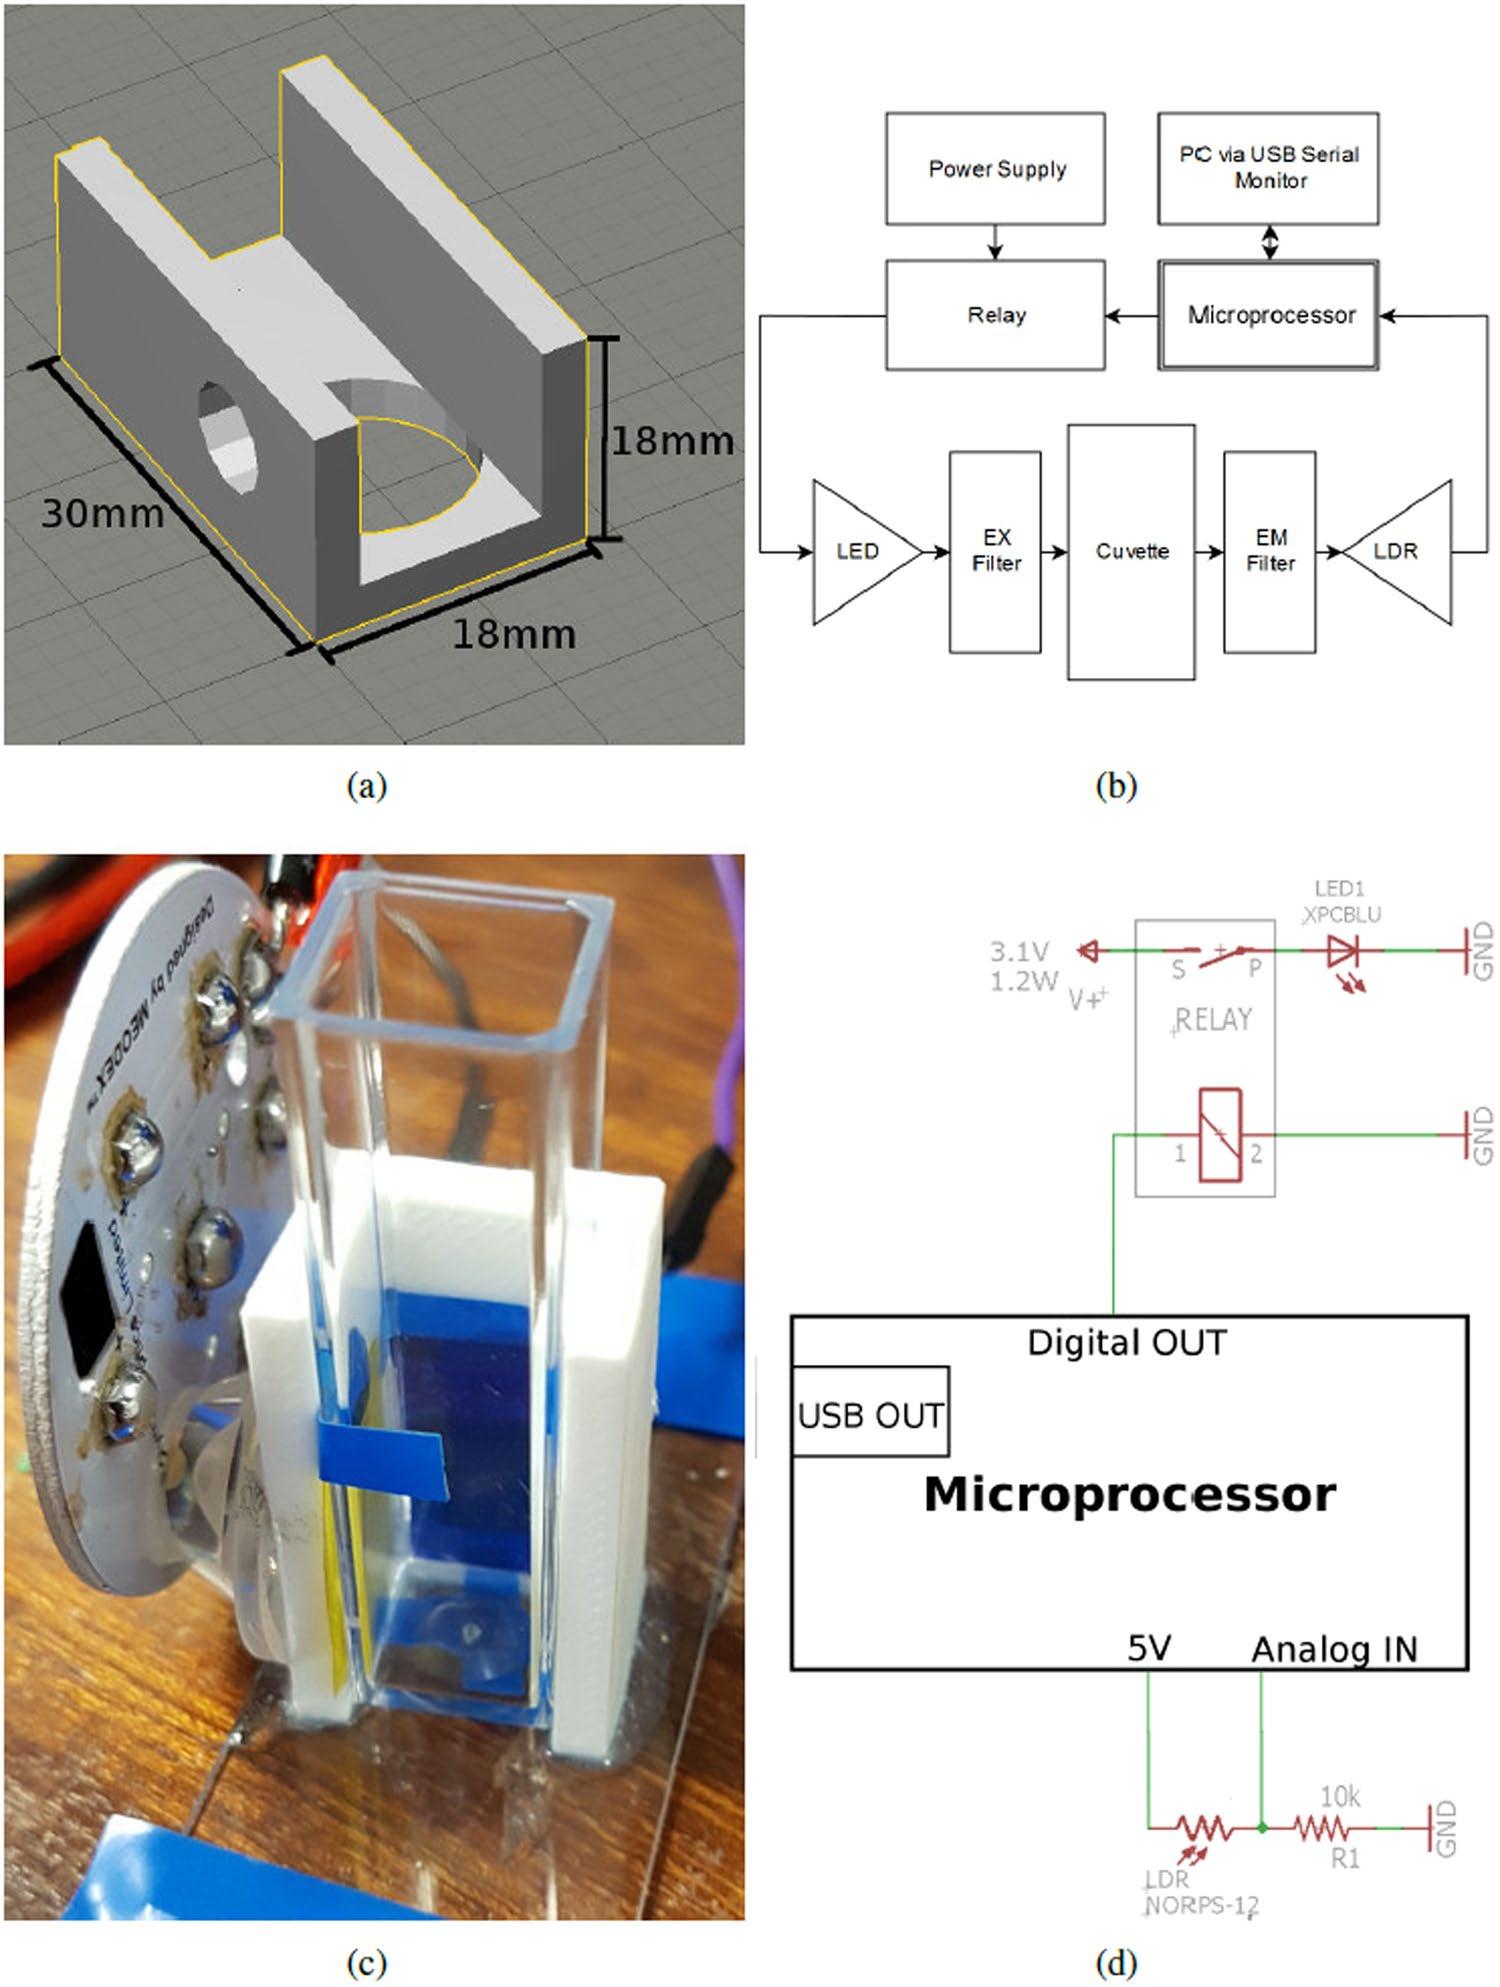 18mm
30mm
18mm
(a)
Power Supply
PC via USB Serial
Monitor
Relay
Microprocessor
LED
EX
Filter
Cuvette
EM
Filter
LDR
(b)
Designed by MEODEX™
Limited
(c)
LED1
XPCBLU
3.1V
1.2W
V+
S
P
GND
RELAY
1
2
GND
Digital OUT
USB OUT
Microprocessor
5V
Analog IN
10k
R1
GND
LDR
NORPS-12
(d)